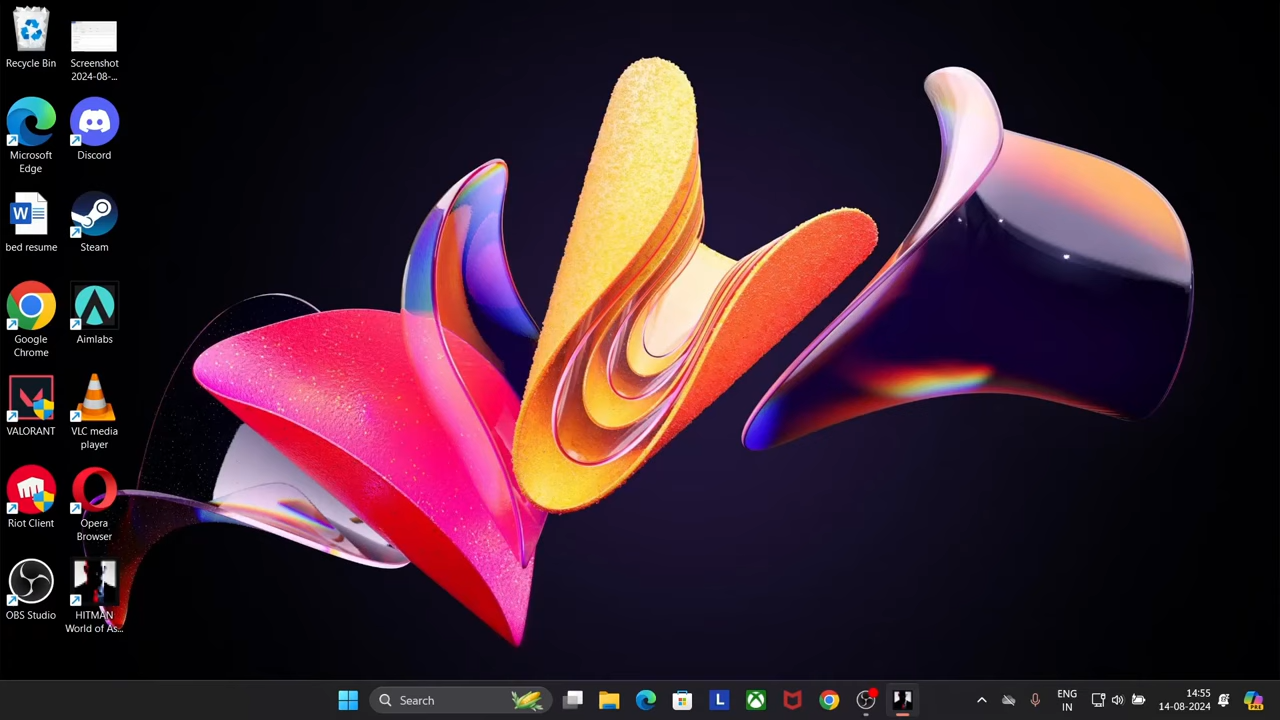 Recycle Bin
Screenshot
2024-08-...
Microsoft
Edge
Discord
W
bed resume
Steam
Google
Chrome
Aimlabs
VALORANT
VLC media
player
Riot Client
Opera
Browser
OBS Studio
HITMAN
World of As...
Search
L
ENG
IN
14:55
14-08-2024
PRE